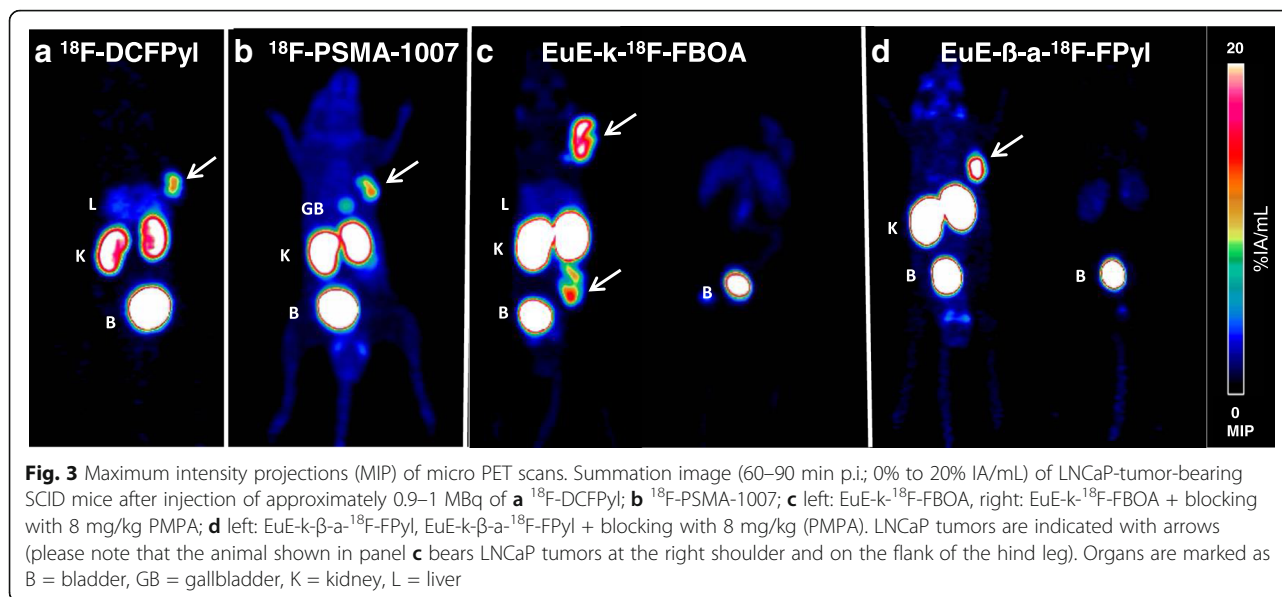 a ¹⁸F-DCFPyl b ¹⁸F-PSMA-1007 c EuE-k-¹⁸F-FBOA d EuE-ß-a-¹⁸F-FPyl 20
L
K
B
GB
K
B
L
K
B
B
K
B
B
%IA/mL
0
MIP
Fig. 3 Maximum intensity projections (MIP) of micro PET scans. Summation image (60–90 min p.i.; 0% to 20% IA/mL) of LNCaP-tumor-bearing
SCID mice after injection of approximately 0.9–1 MBq of a ¹⁸F-DCFPyl; b ¹⁸F-PSMA-1007; c left: EuE-k-¹⁸F-FBOA, right: EuE-k-¹⁸F-FBOA + blocking
with 8 mg/kg PMPA; d left: EuE-k-β-a-¹⁸F-FPyl, EuE-k-β-a-¹⁸F-FPyl + blocking with 8 mg/kg (PMPA). LNCaP tumors are indicated with arrows
(please note that the animal shown in panel c bears LNCaP tumors at the right shoulder and on the flank of the hind leg). Organs are marked as
B = bladder, GB = gallbladder, K = kidney, L = liver